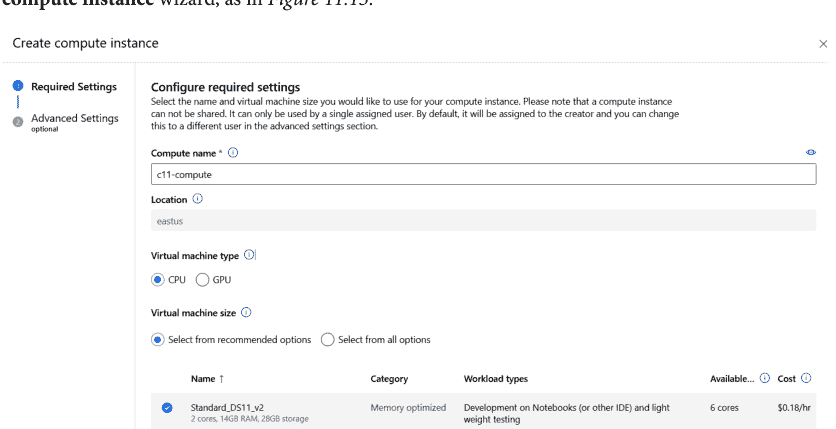 compute instance wizard, as in Figure 11.15:
Create compute instance
Required Settings
Advanced Settings
optional
Configure required settings
Select the name and virtual machine size you would like to use for your compute instance. Please note that a compute instance
can not be shared. It can only be used by a single assigned user. By default, it will be assigned to the creator and you can change
this to a different user in the advanced settings section.
Compute name *
c11-compute
Location
eastus
Virtual machine type
CPU GPU
Virtual machine size
Select from recommended options Select from all options
Name ↑ Category Workload types Available... Cost
Standard_DS11_v2 Memory optimized Development on Notebooks (or other IDE) and light 6 cores $0.18/hr
2 cores, 14GB RAM, 28GB storage weight testing